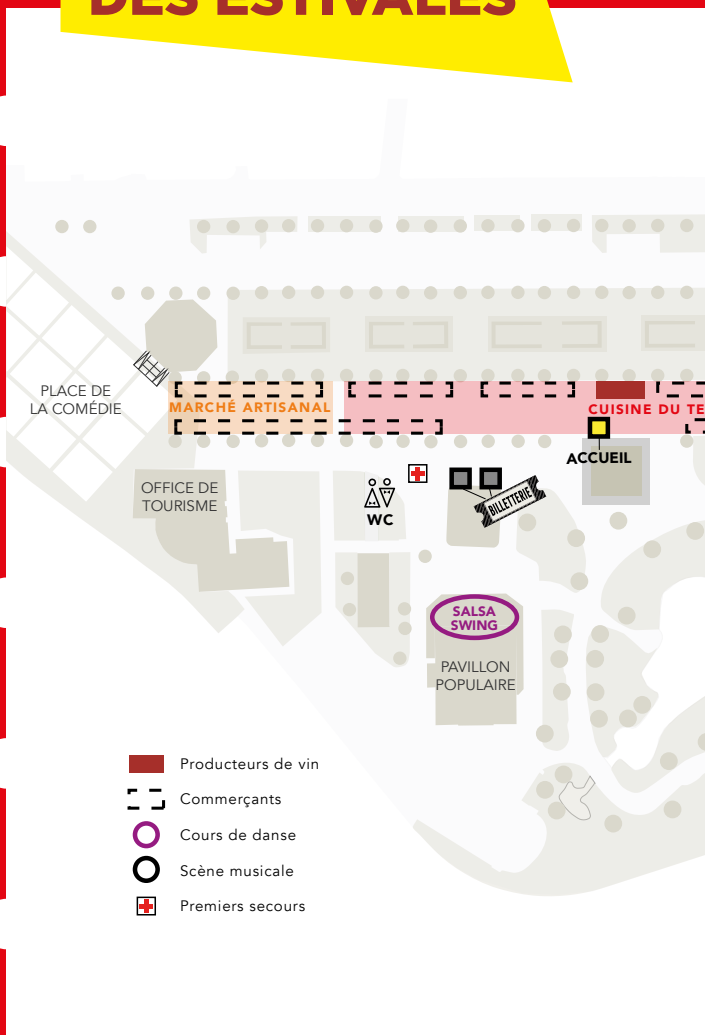 DES ESTIVALES
PLACE DE
LA COMÉDIE
MARCHÉ ARTISANAL
CUISINE DU TE
ACCUEIL
OFFICE DE
TOURISME
WC
BILLETTERIE
SALSA
SWING
PAVILLON
POPULAIRE
Producteurs de vin
Commerçants
Cours de danse
Scène musicale
Premiers secours